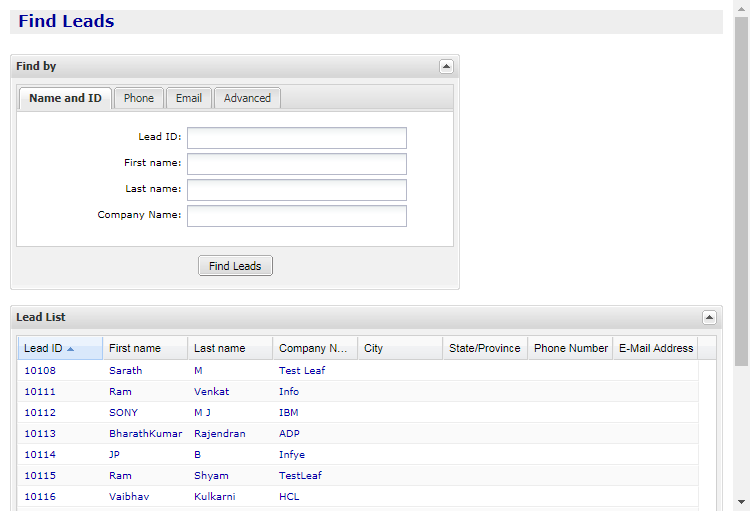 Find Leads
Find by
Name and ID Phone Email Advanced
Lead ID:
First name:
Last name:
Company Name:
Find Leads
Lead List
Lead ID First name Last name Company N... City State/Province Phone Number E-Mail Address
10108 Sarath M Test Leaf
10111 Ram Venkat Info
10112 SONY M J IBM
10113 BharathKumar Rajendran ADP
10114 JP B Infye
10115 Ram Shyam TestLeaf
10116 Vaibhav Kulkarni HCL